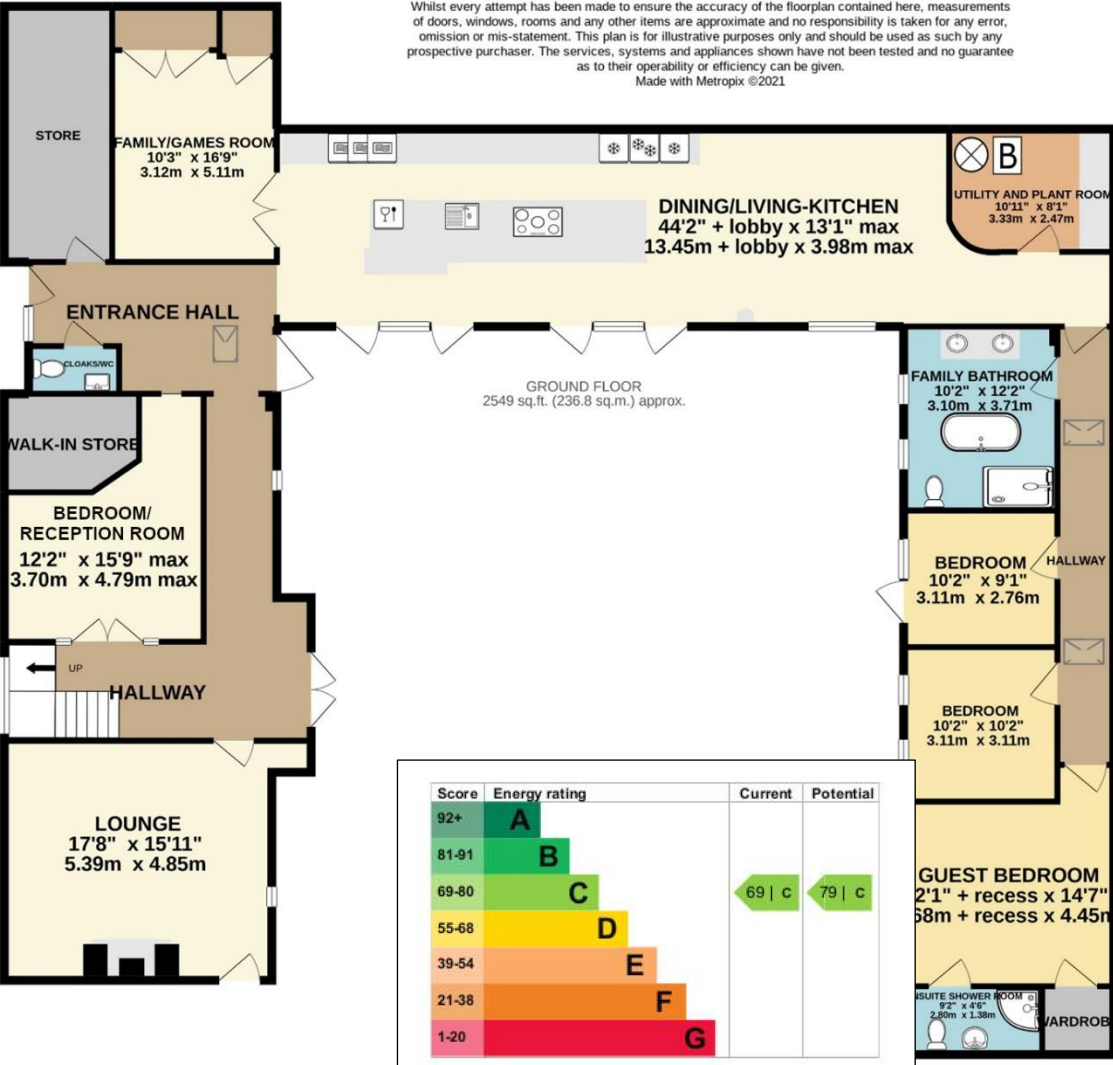 Whilst every attempt has been made to ensure the accuracy of the floorplan contained here, measurements
of doors, windows, rooms and any other items are approximate and no responsibility is taken for any error,
omission or mis-statement. This plan is for illustrative purposes only and should be used as such by any
prospective purchaser. The services, systems and appliances shown have not been tested and no guarantee
as to their operability or efficiency can be given.
Made with Metropix ©2021
STORE
FAMILY/GAMES ROOM
10'3" x 16'9"
3.12m x 5.11m
DINING/LIVING-KITCHEN
44'2" + lobby x 13'1" max
13.45m + lobby x 3.98m max
B
UTILITY AND PLANT ROOM
10'11" x 8'1"
3.33m x 2.47m
ENTRANCE HALL
CLOAKS/WC
GROUND FLOOR
2549 sq.ft. (236.8 sq.m.) approx.
FAMILY BATHROOM
10'2" x 12'2"
3.10m x 3.71m
WALK-IN STORE
BEDROOM/
RECEPTION ROOM
12'2" x 15'9" max
3.70m x 4.79m max
BEDROOM
10'2" x 9'1"
3.11m x 2.76m
HALLWAY
UP
HALLWAY
BEDROOM
10'2" x 10'2"
3.11m x 3.11m
LOUNGE
17'8" x 15'11"
5.39m x 4.85m
Score Energy rating Current Potential
92+ A
81-91 B
69-80 C 69 | C 79 | C
55-68 D
39-54 E
21-38 F
1-20 G
GUEST BEDROOM
2'1" + recess x 14'7"
68m + recess x 4.45m
NSUITE SHOWER ROOM
9'2" x 4'6"
2.80m x 1.38m
WARDROB